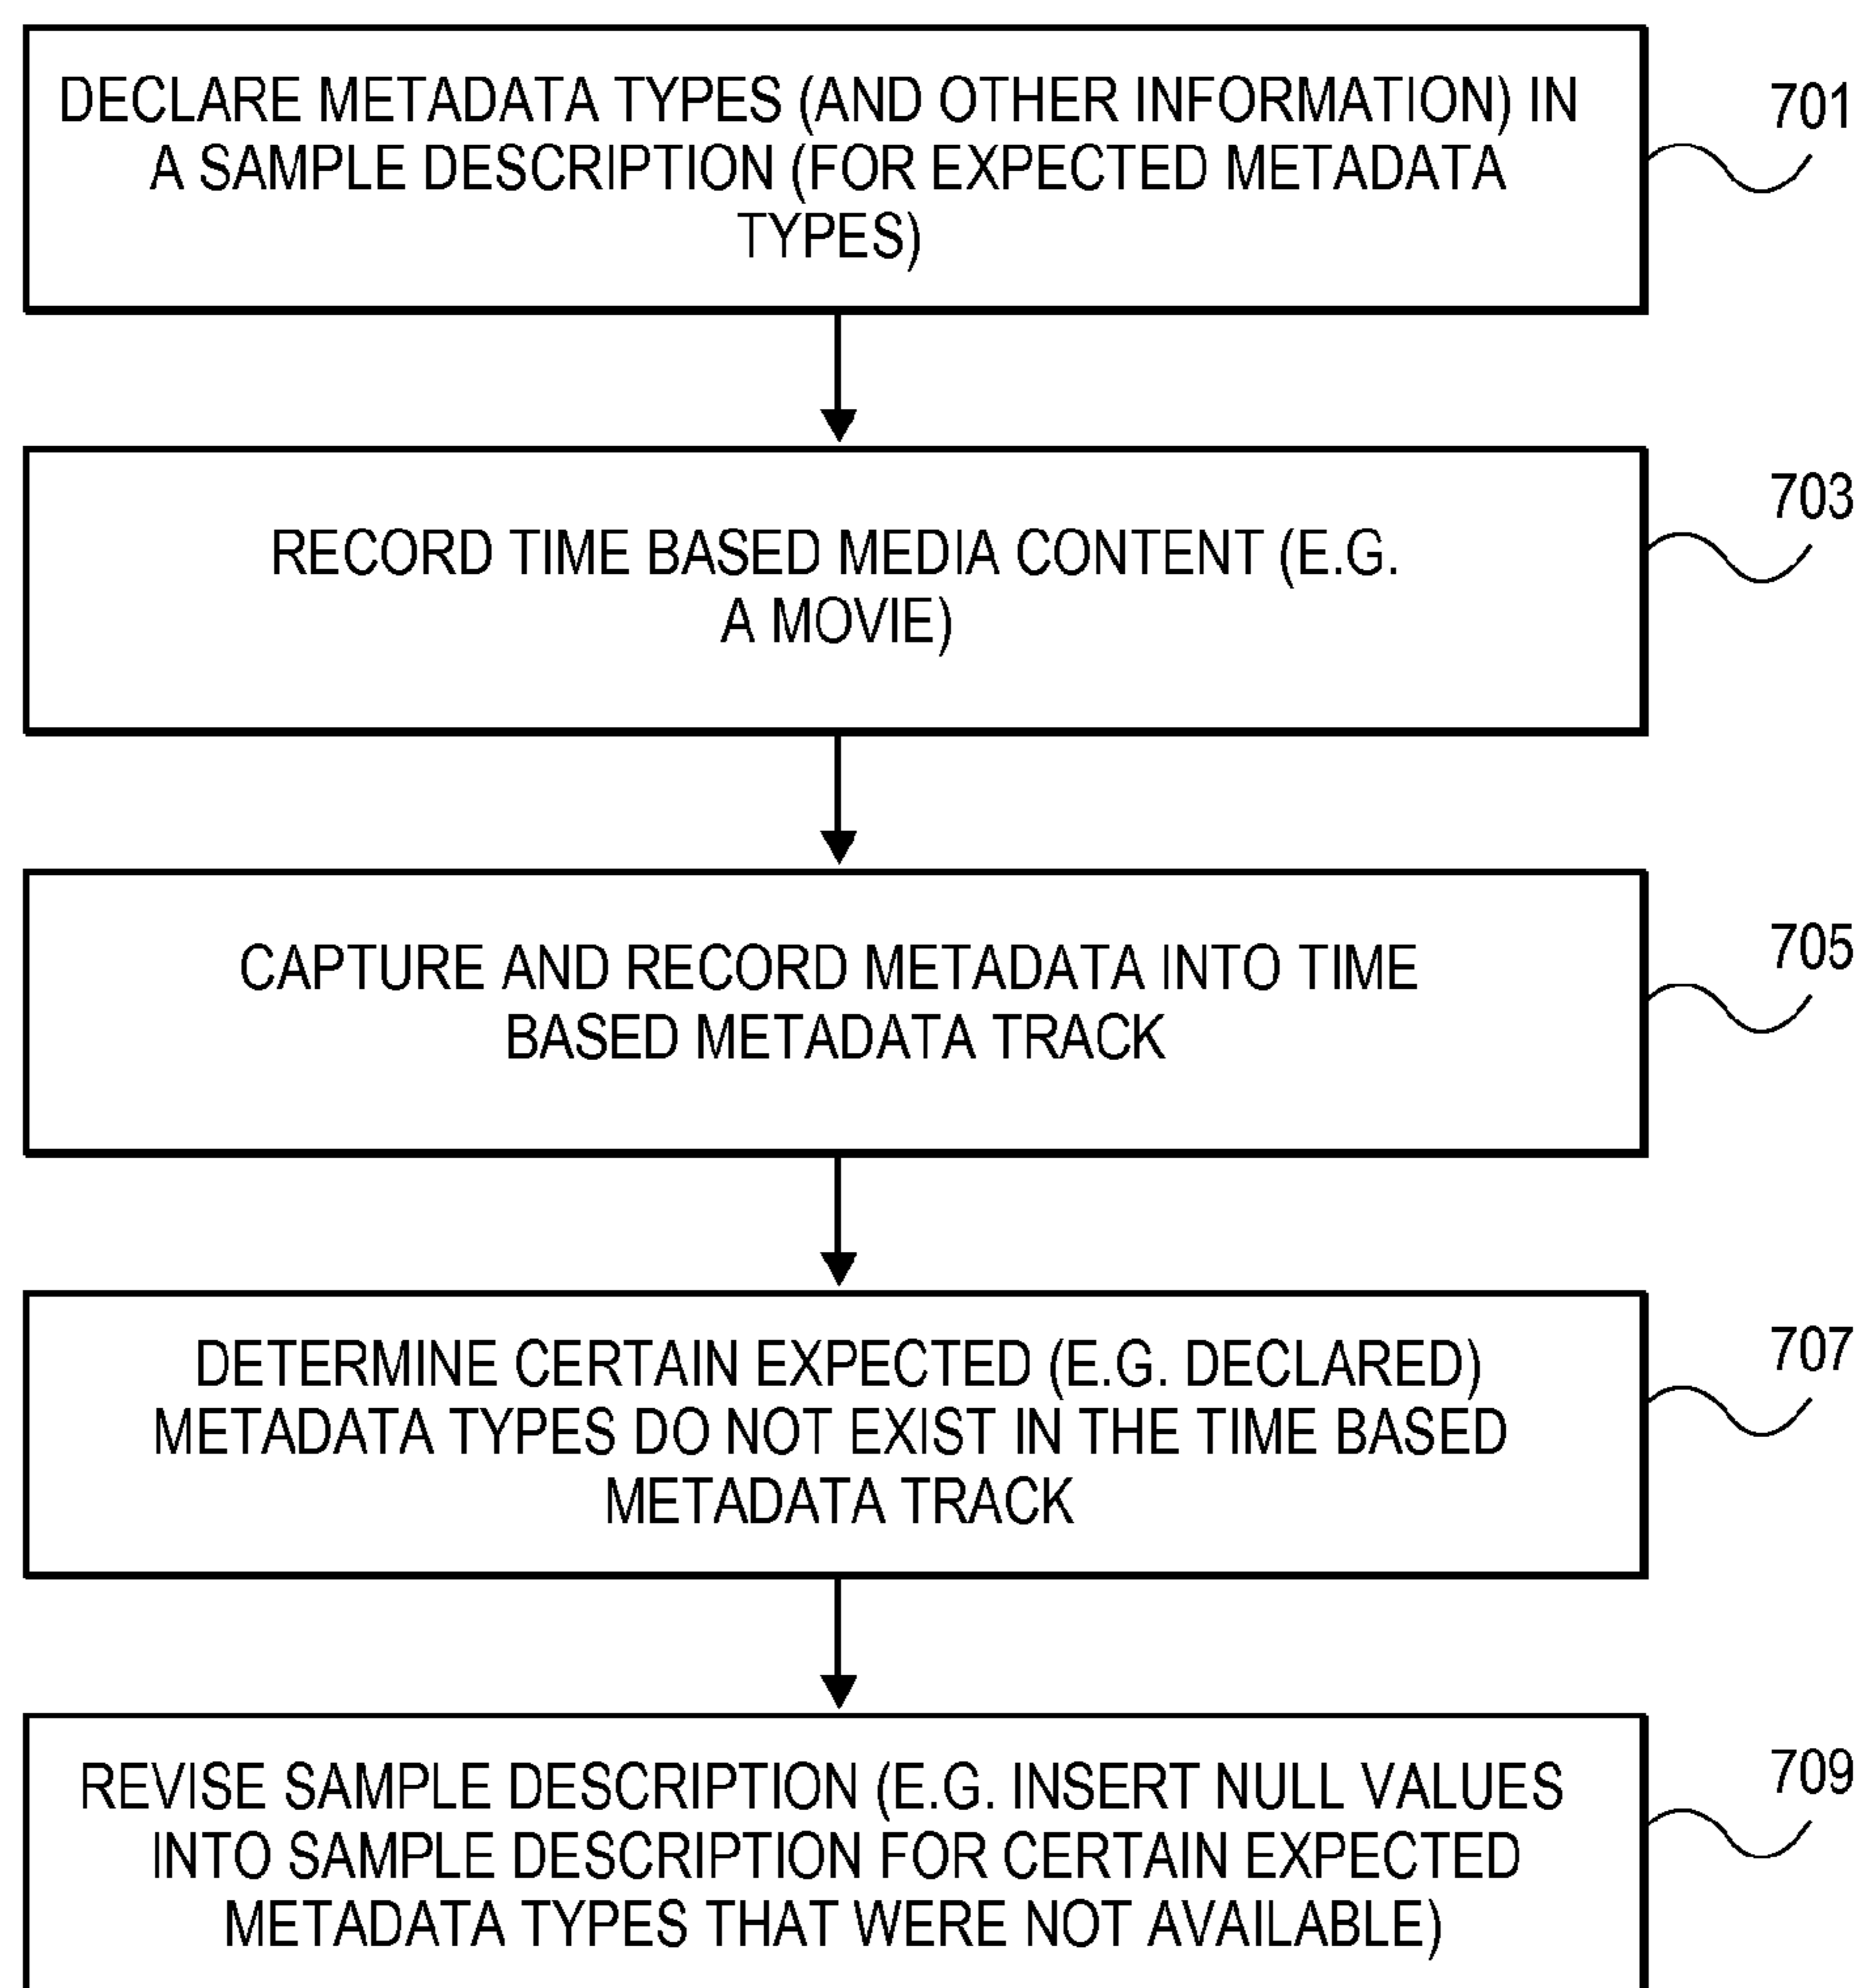 DECLARE METADATA TYPES (AND OTHER INFORMATION) IN
A SAMPLE DESCRIPTION (FOR EXPECTED METADATA
TYPES)
701
RECORD TIME BASED MEDIA CONTENT (E.G.
A MOVIE)
703
CAPTURE AND RECORD METADATA INTO TIME
BASED METADATA TRACK
705
DETERMINE CERTAIN EXPECTED (E.G. DECLARED)
METADATA TYPES DO NOT EXIST IN THE TIME BASED
METADATA TRACK
707
REVISE SAMPLE DESCRIPTION (E.G. INSERT NULL VALUES
INTO SAMPLE DESCRIPTION FOR CERTAIN EXPECTED
METADATA TYPES THAT WERE NOT AVAILABLE)
709